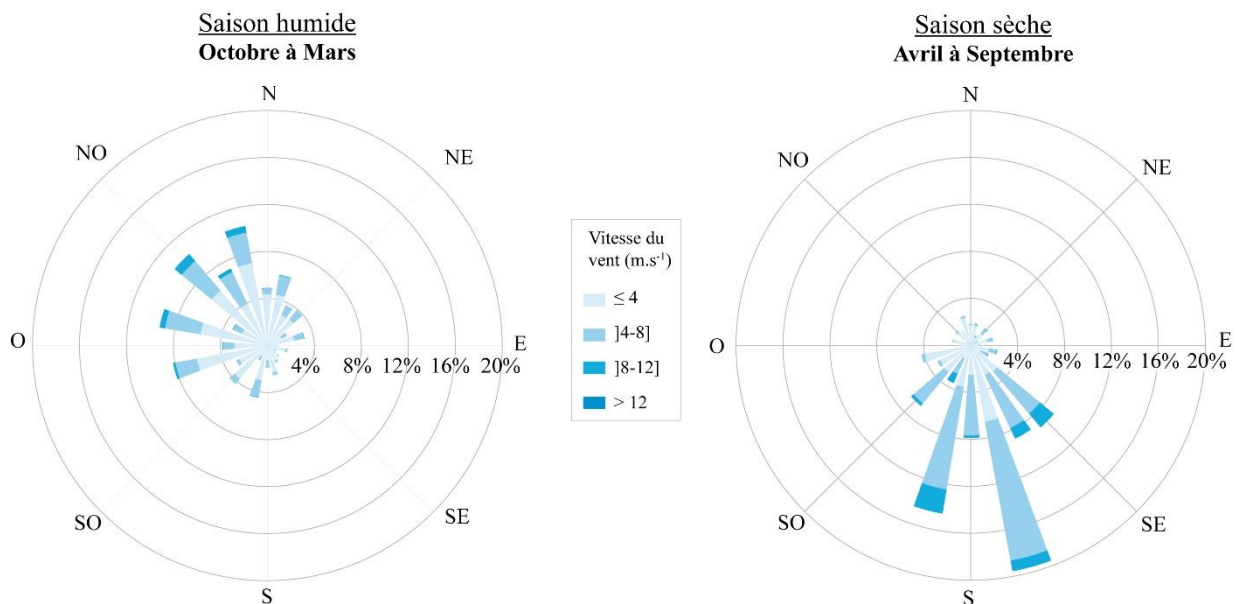 Saison humide
Octobre à Mars
N
NO
NE
O
E
4% 8% 12% 16% 20%
SO
SE
S
Vitesse du
vent (m.s⁻¹)
≤ 4
]4-8]
]8-12]
> 12
Saison sèche
Avril à Septembre
N
NO
NE
O
E
4% 8% 12% 16% 20%
SO
SE
S